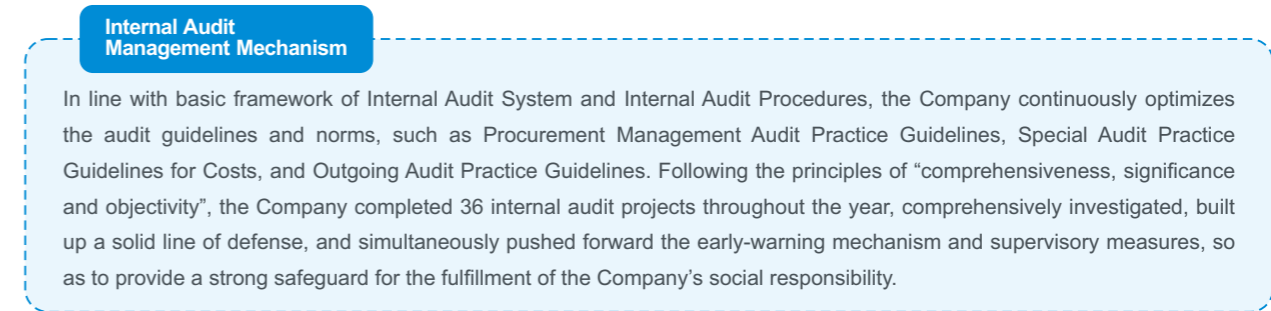 Internal Audit
Management Mechanism
In line with basic framework of Internal Audit System and Internal Audit Procedures, the Company continuously optimizes
the audit guidelines and norms, such as Procurement Management Audit Practice Guidelines, Special Audit Practice
Guidelines for Costs, and Outgoing Audit Practice Guidelines. Following the principles of “comprehensiveness, significance
and objectivity”, the Company completed 36 internal audit projects throughout the year, comprehensively investigated, built
up a solid line of defense, and simultaneously pushed forward the early-warning mechanism and supervisory measures, so
as to provide a strong safeguard for the fulfillment of the Company’s social responsibility.